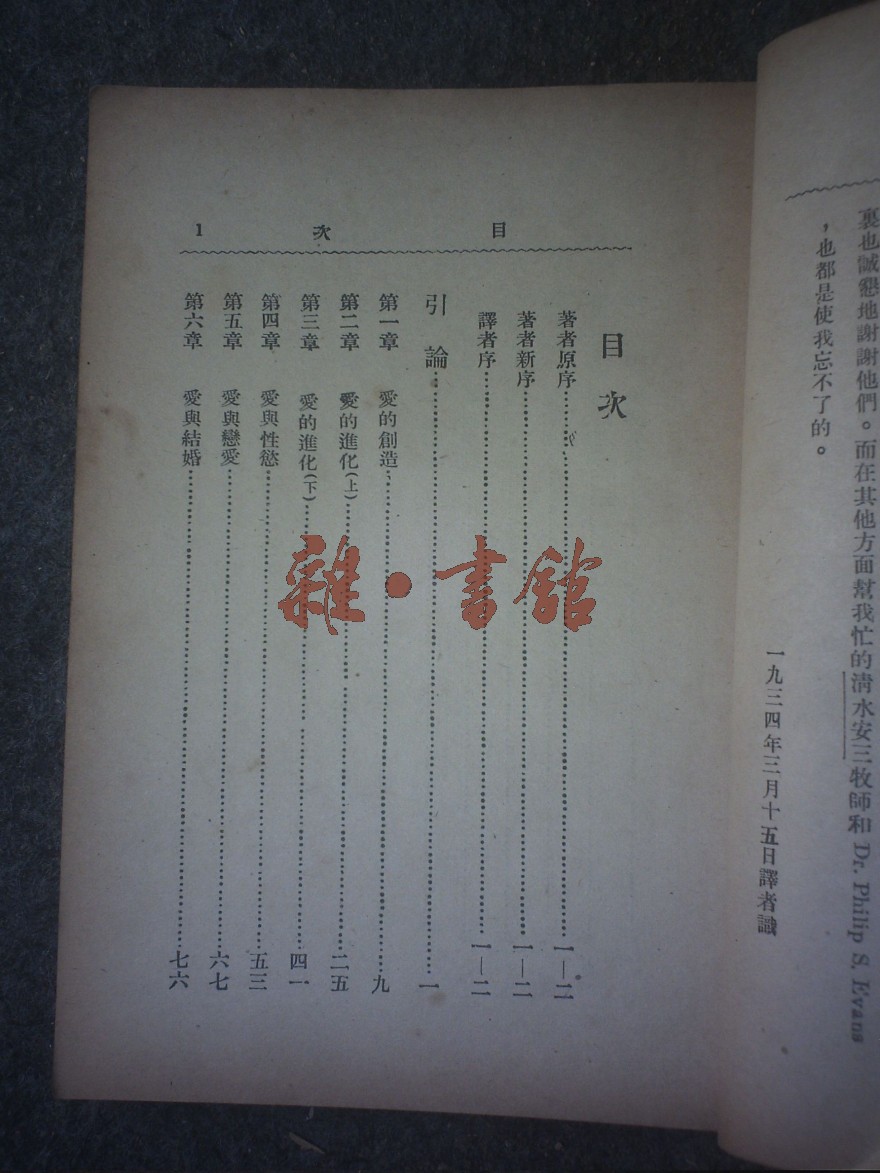 裏也誠懇地謝謝他們。而在其他方面幫我忙的清水安三牧師和 Dr. Philip S. Evans
，也都是使我忘不了的。
一九三四年三月十五日譯者識
目次 1
目次
著者原序……一—二
著者新序……一—二
譯者序……一—二
引論……一
第一章 愛的創造……九
第二章 愛的進化(上)……二五
第三章 愛的進化(下)……四一
第四章 愛與性慾……五三
第五章 愛與戀愛……六七
第六章 愛與結婚……七六
雜·書館